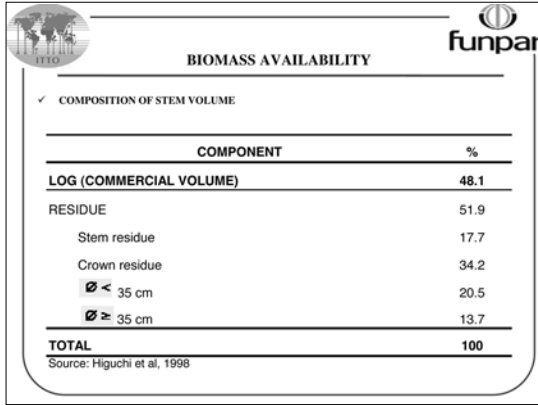 ITTO
funpar
BIOMASS AVAILABILITY
✓ COMPOSITION OF STEM VOLUME
COMPONENT %
LOG (COMMERCIAL VOLUME) 48.1
RESIDUE 51.9
Stem residue 17.7
Crown residue 34.2
Ø < 35 cm 20.5
Ø ≥ 35 cm 13.7
TOTAL 100
Source: Higuchi et al, 1998